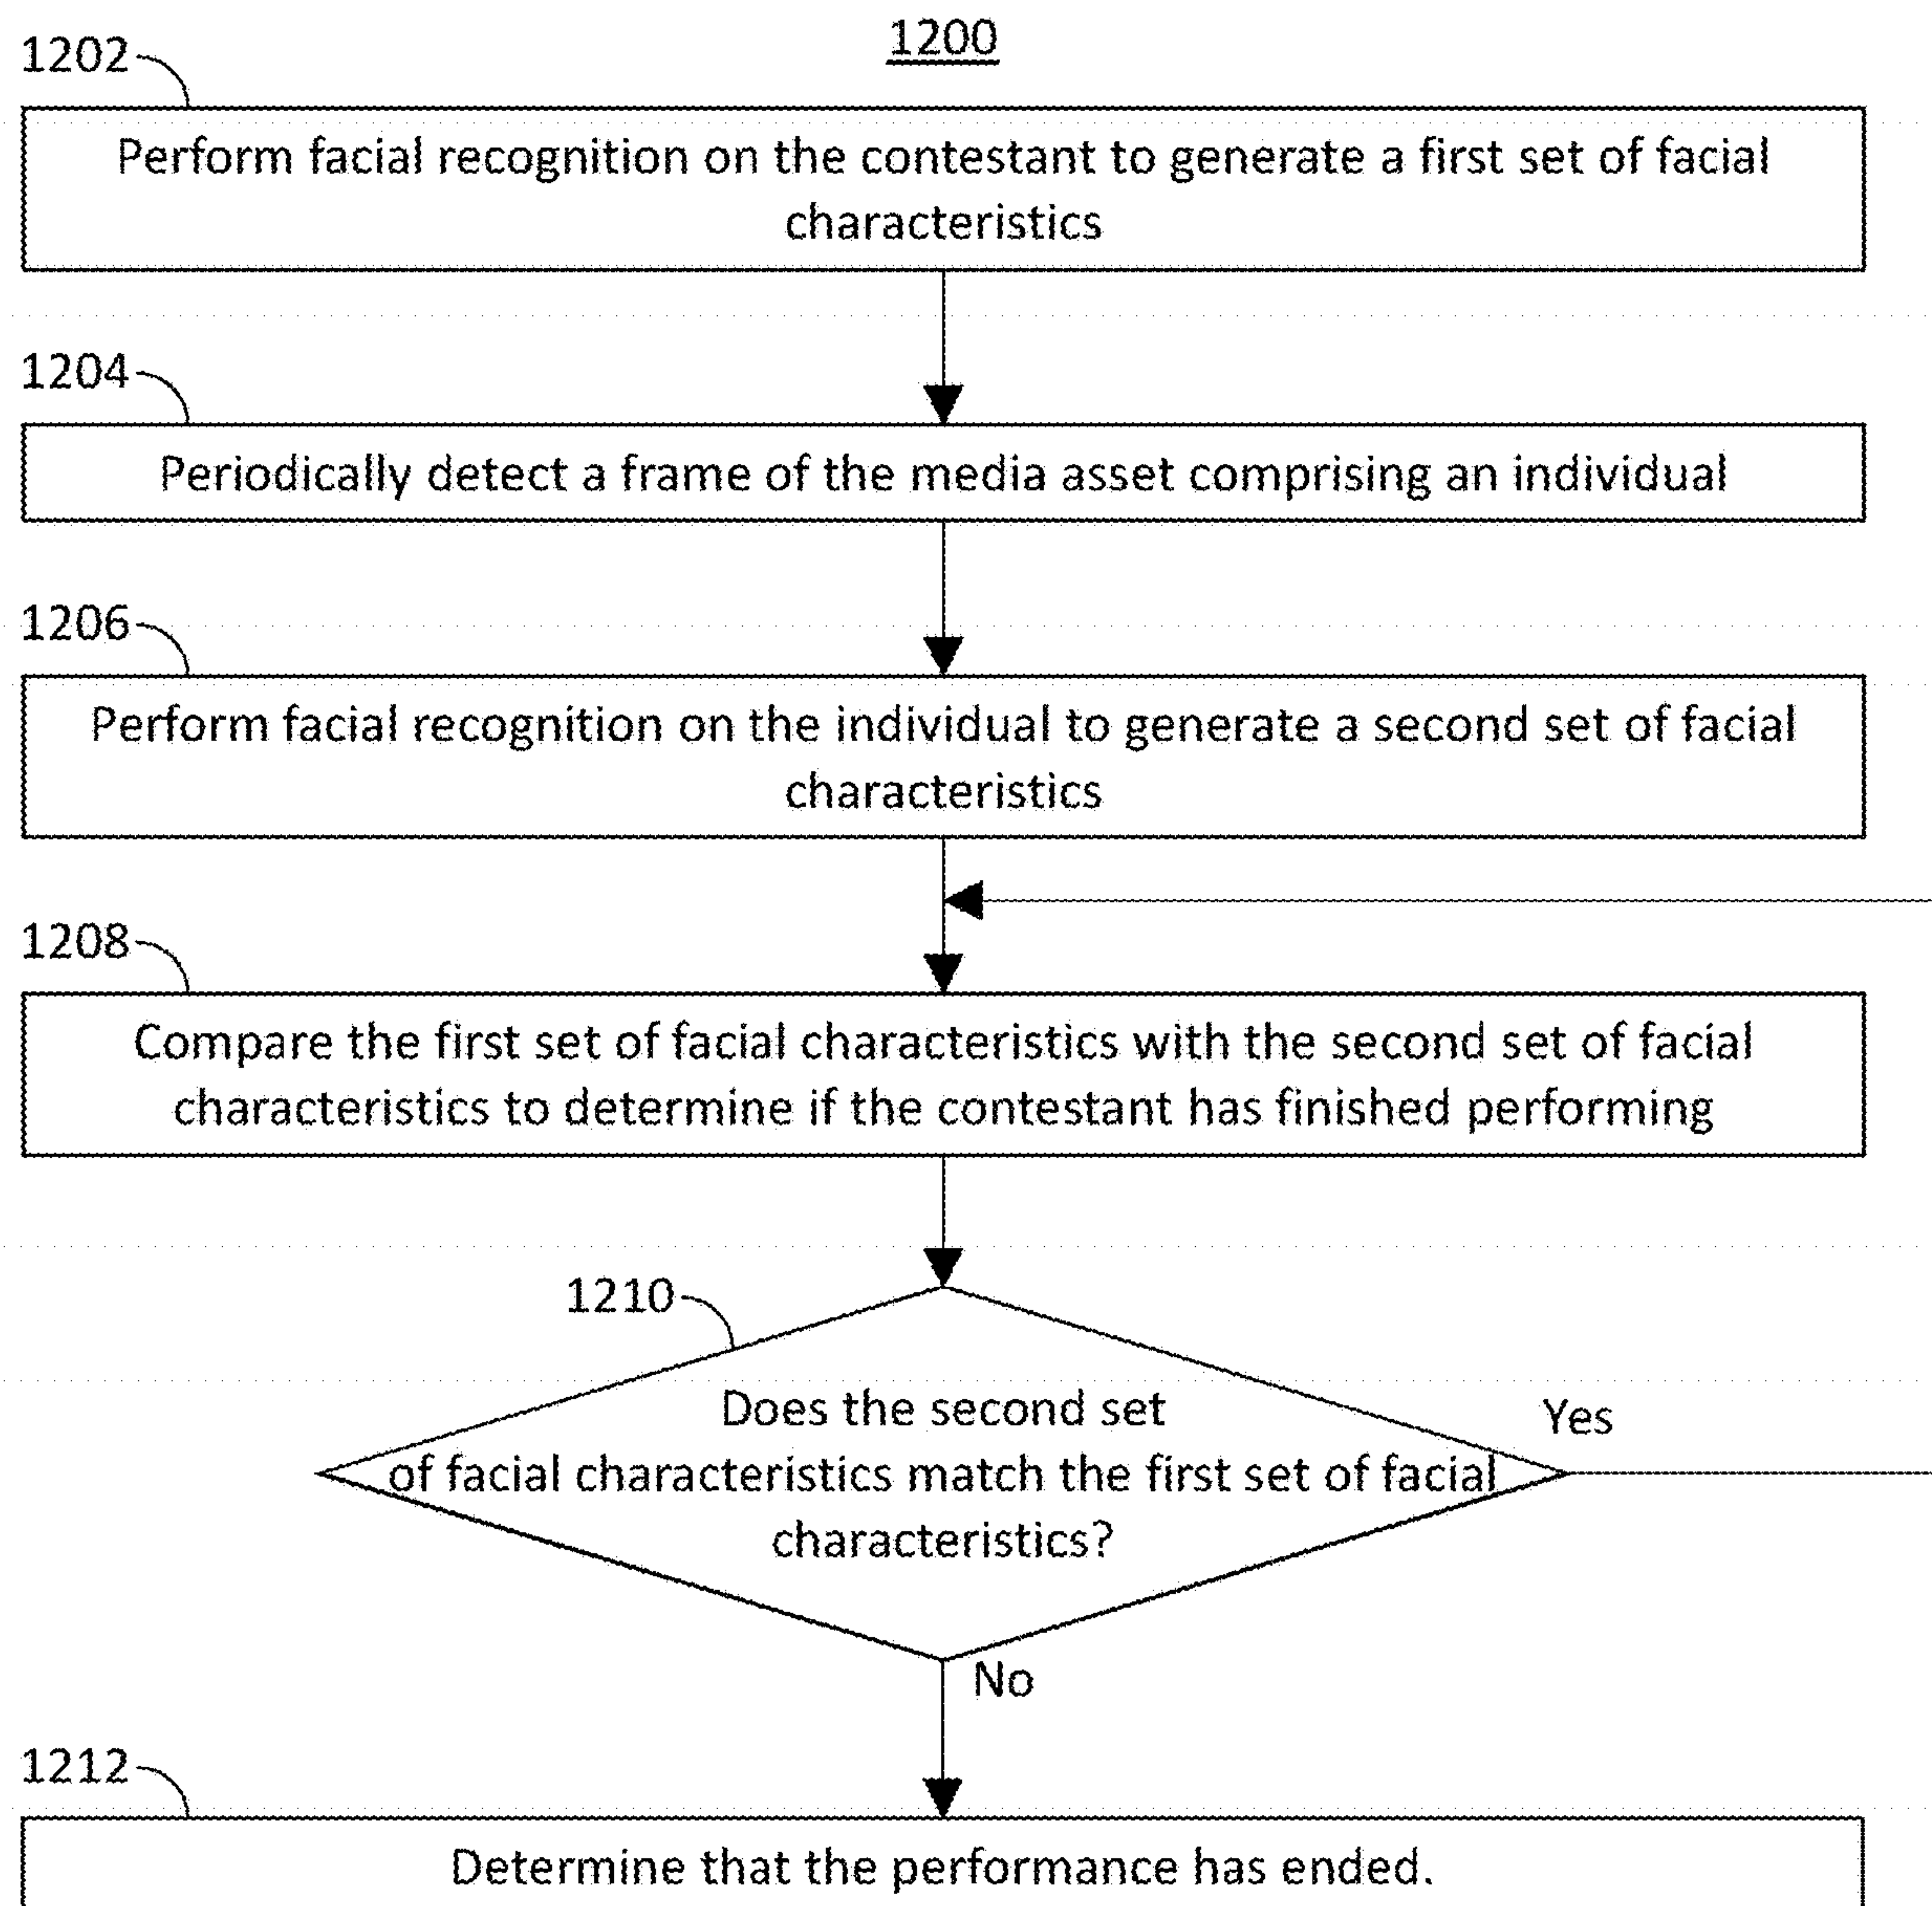 1200
1202
Perform facial recognition on the contestant to generate a first set of facial
characteristics
1204
Periodically detect a frame of the media asset comprising an individual
1206
Perform facial recognition on the individual to generate a second set of facial
characteristics
1208
Compare the first set of facial characteristics with the second set of facial
characteristics to determine if the contestant has finished performing
1210
Does the second set
of facial characteristics match the first set of facial
characteristics?
Yes
No
1212
Determine that the performance has ended.